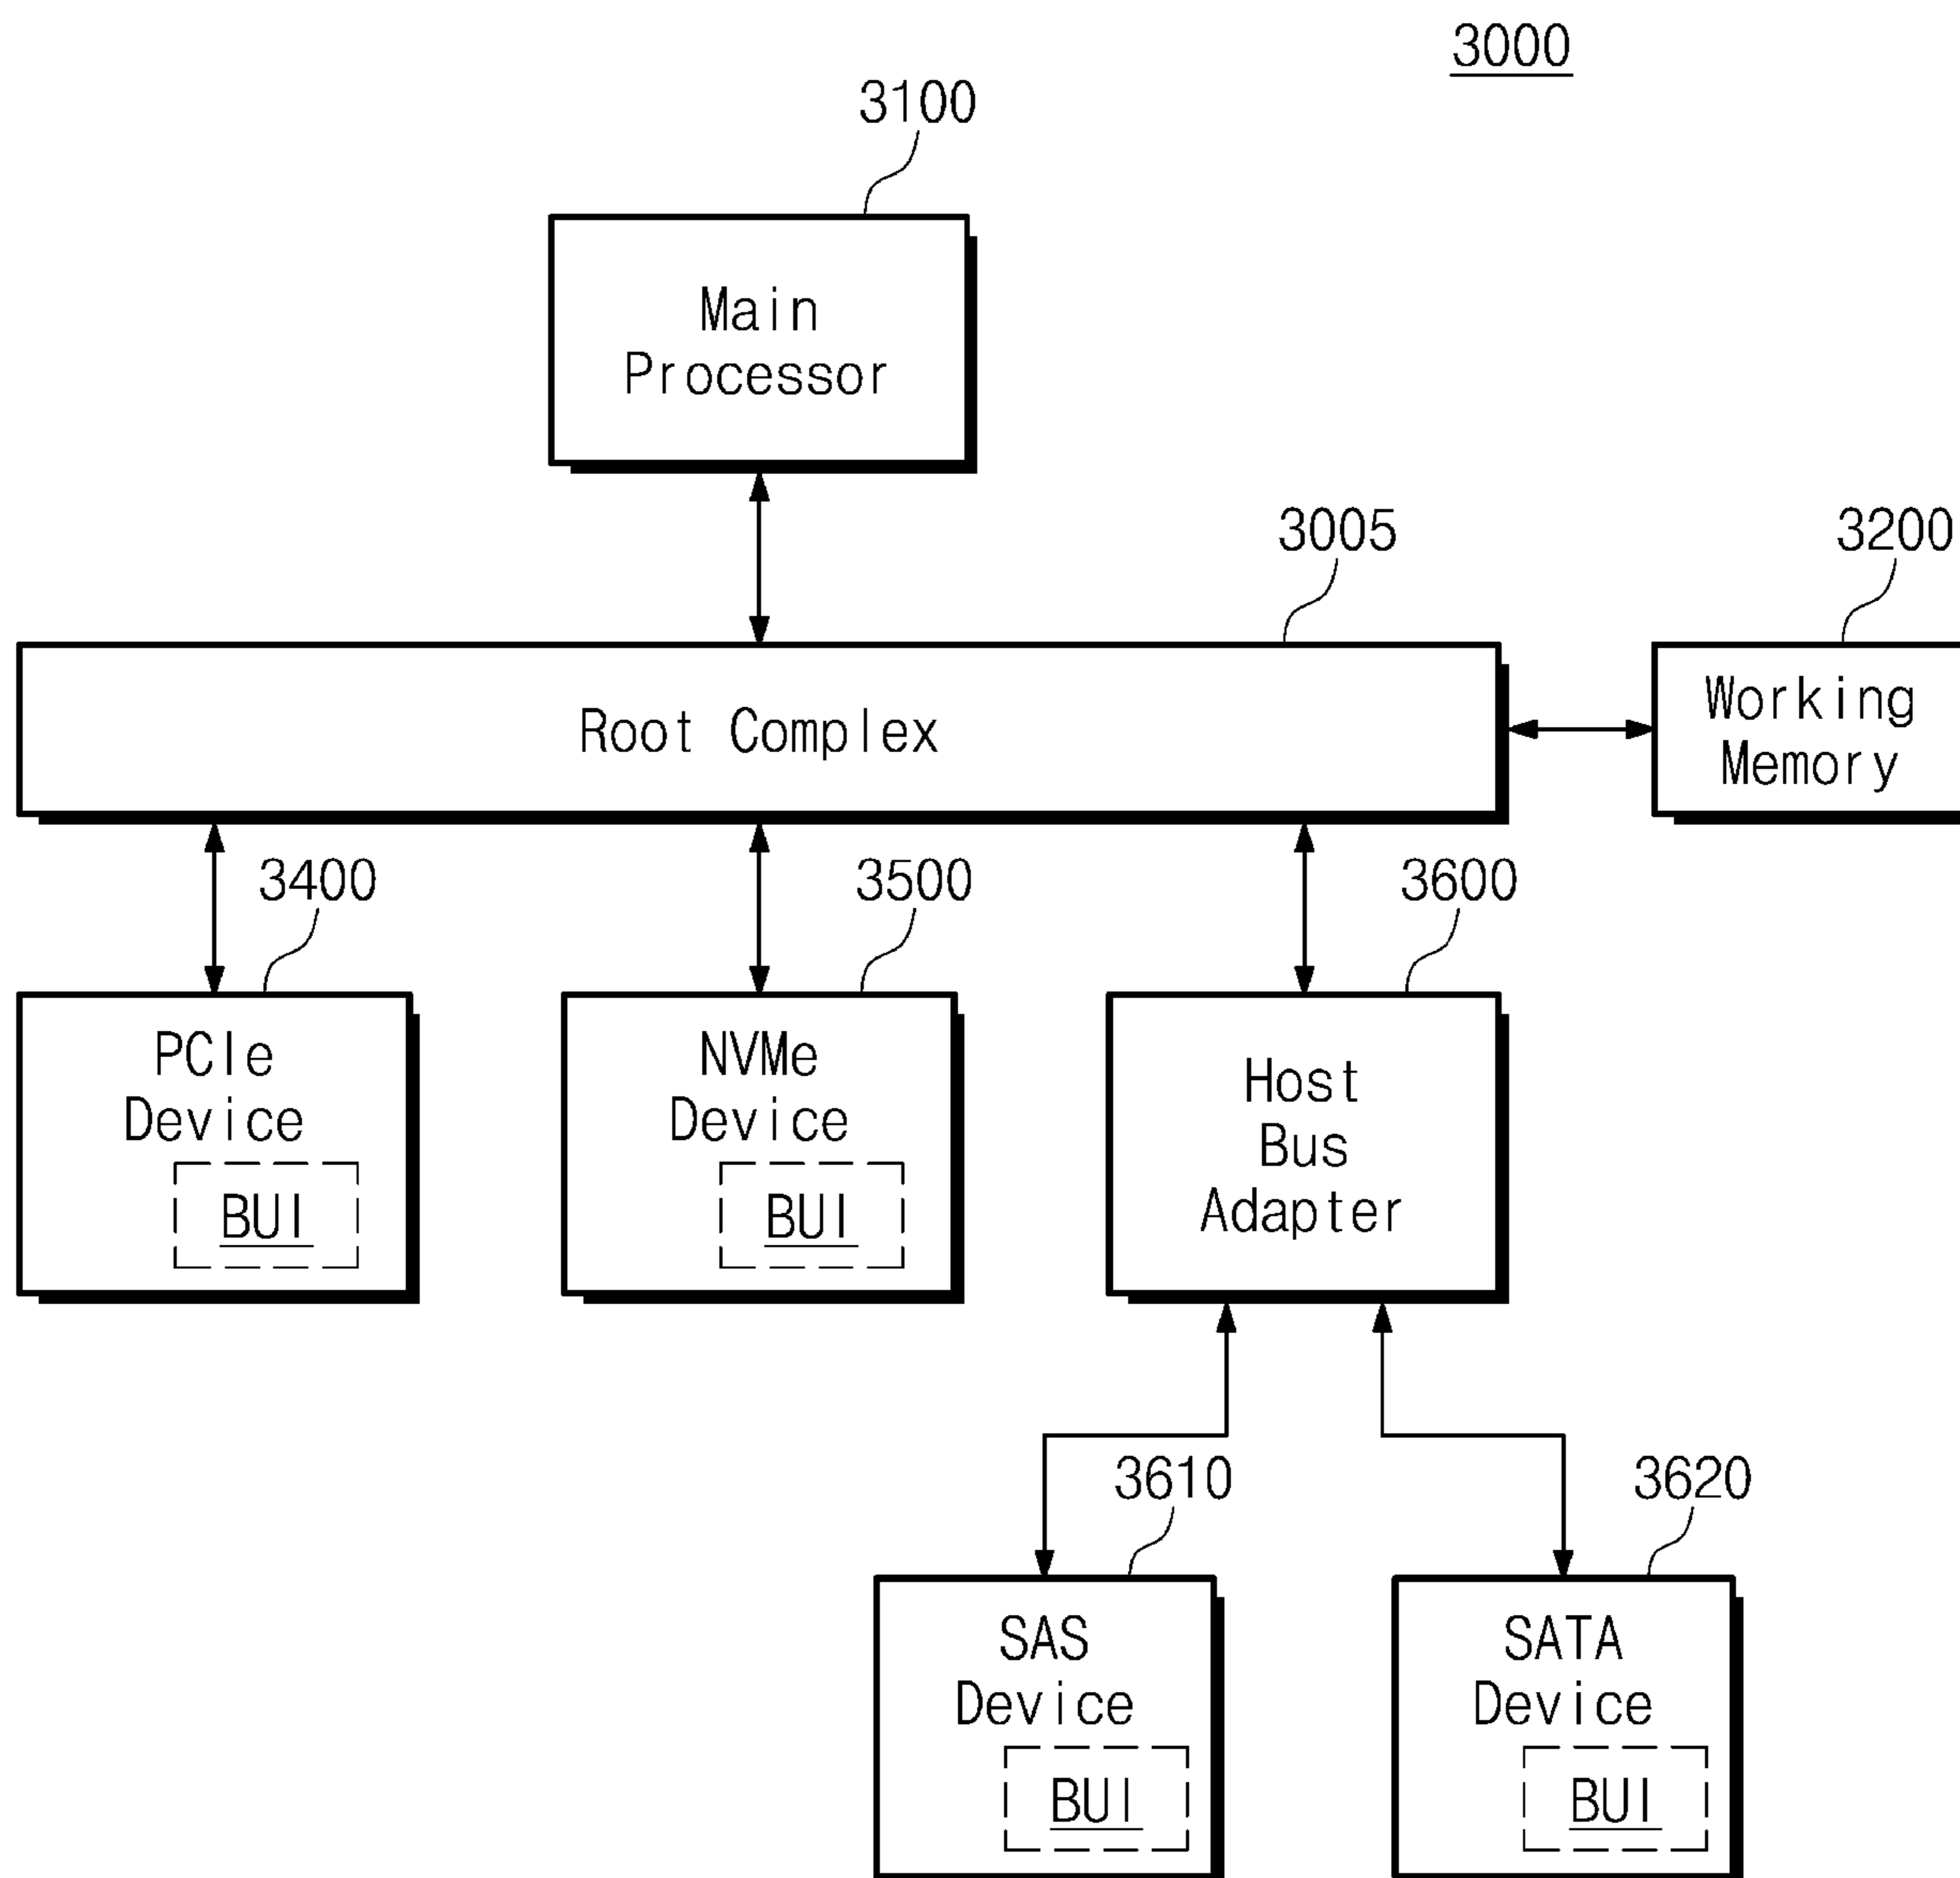 3000
3100
Main
Processor
3005
3200
Root Complex
Working
Memory
3400
3500
3600
PCIe
Device
BUI
NVMe
Device
BUI
Host
Bus
Adapter
3610
3620
SAS
Device
BUI
SATA
Device
BUI